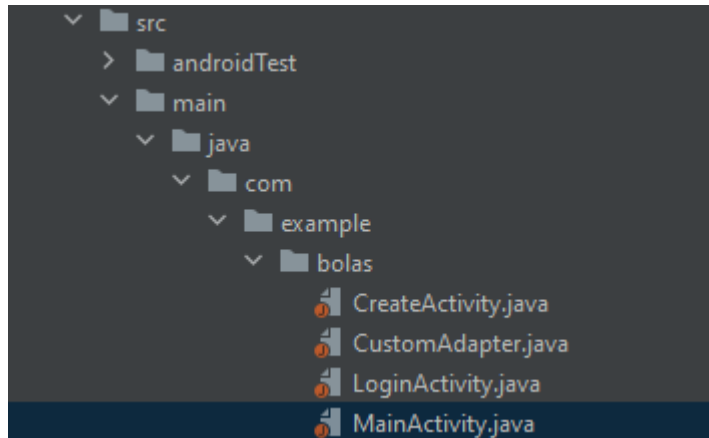 src
androidTest
main
java
com
example
bolas
CreateActivity.java
CustomAdapter.java
LoginActivity.java
MainActivity.java